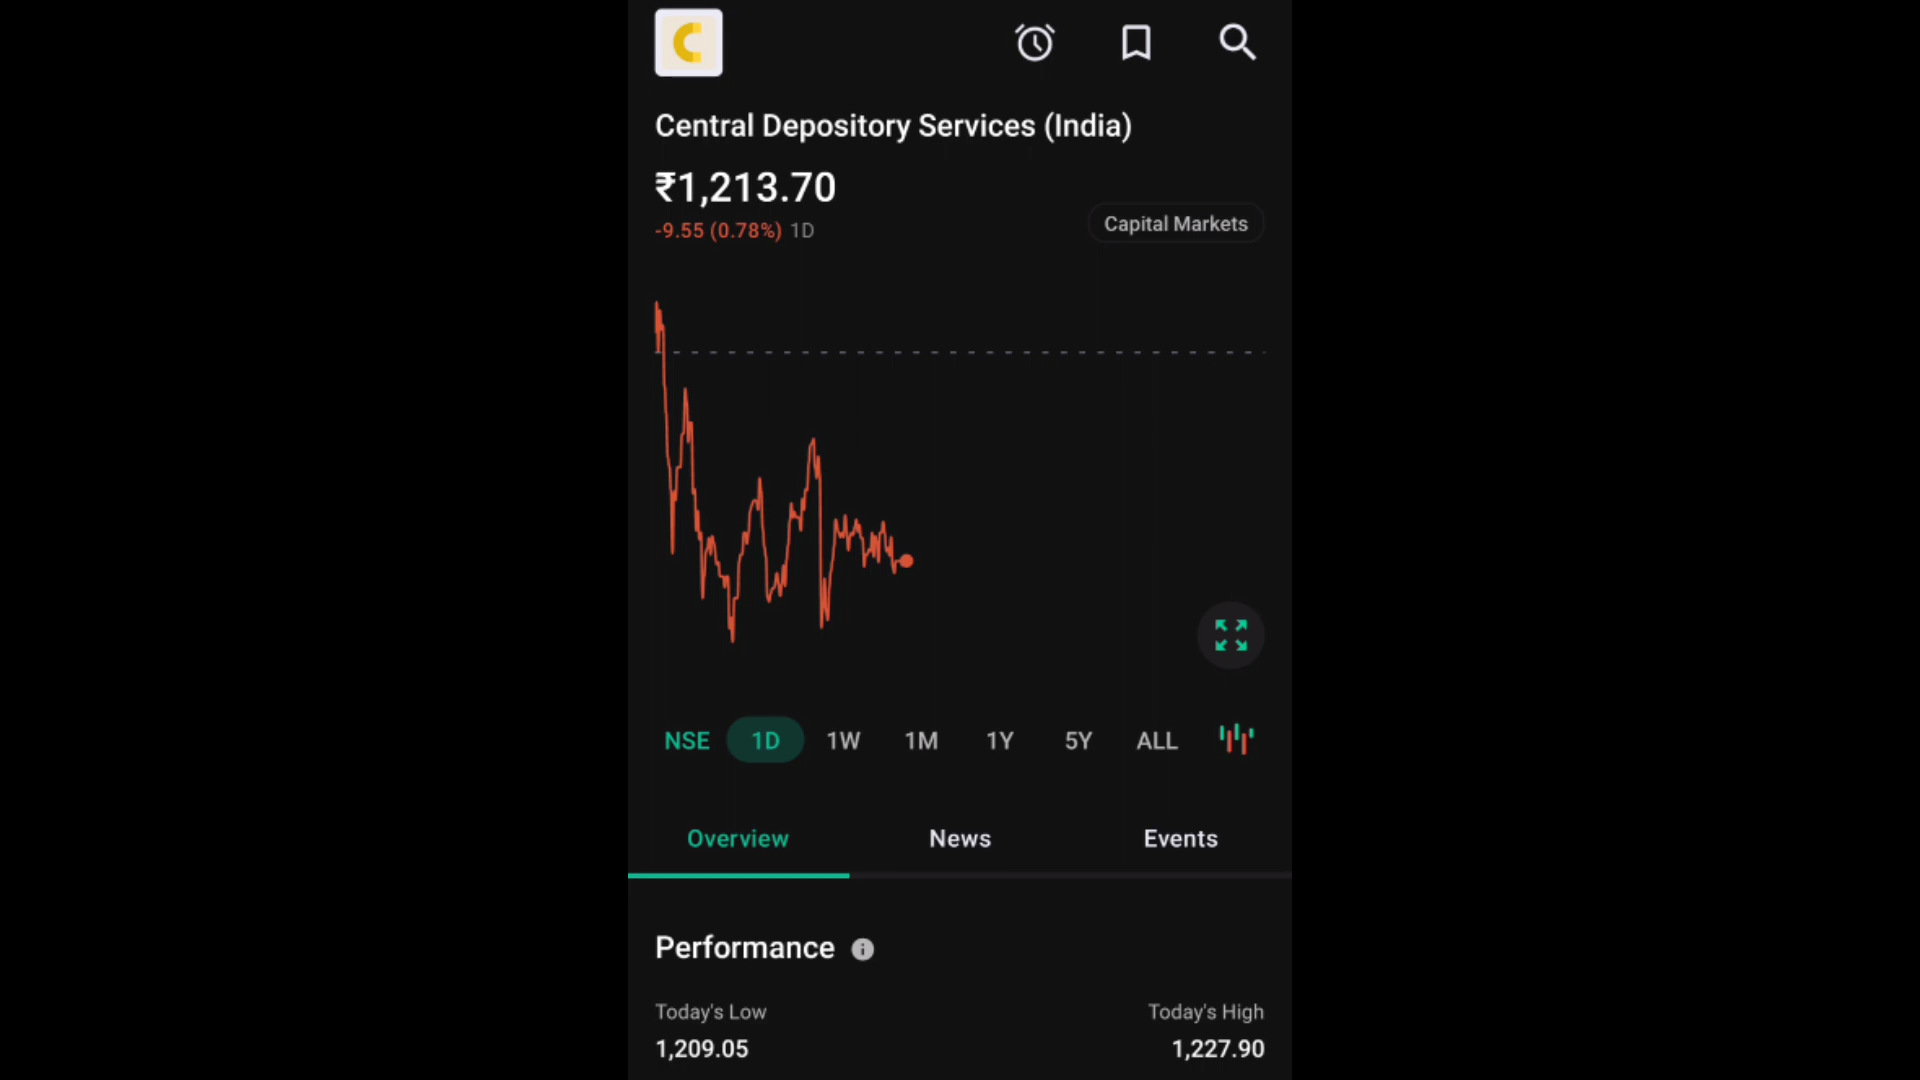 Central Depository Services (India)
₹1,213.70
-9.55 (0.78%) 1D
Capital Markets
NSE 1D 1W 1M 1Y 5Y ALL
Overview News Events
Performance
Today's Low Today's High
1,209.05 1,227.90